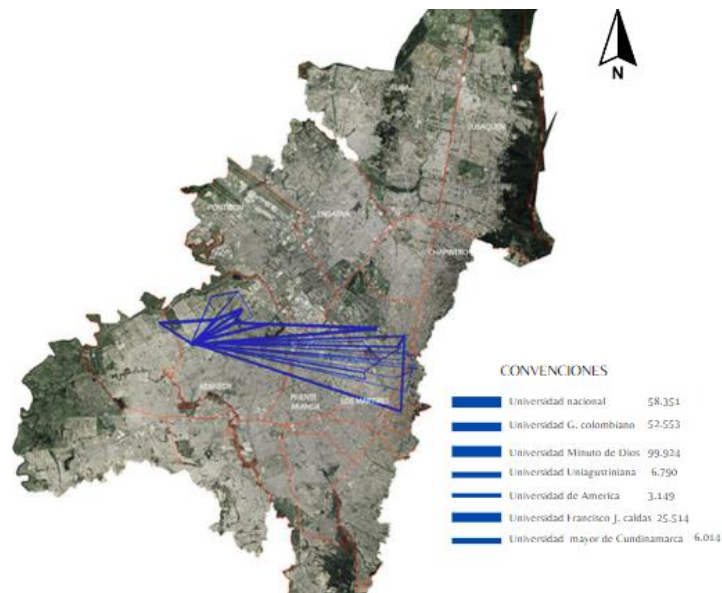 N
SUBA
USAQUEN
FONTIBON
ENGATIVA
CHAPINERO
KENNEDY
PUENTE
ARANDA
LOS MARTIRES
CONVENCIONES
Universidad nacional 58.351
Universidad G. colombiano 52.553
Universidad Minuto de Dios 99.924
Universidad Uniagustiniana 6.790
Universidad de America 3.149
Universidad Francisco J. caldas 25.514
Universidad mayor de Cundinamarca 6.014